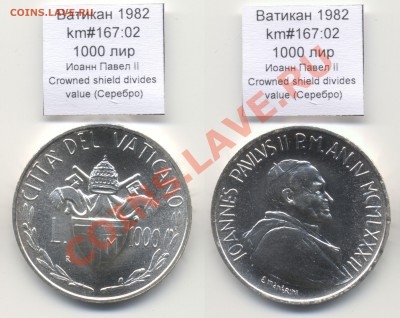 COINS.LAVE.RU
Ватикан 1982
km#167:02
1000 лир
Иоанн Павел II
Crowned shield divides
value (Серебро)
Ватикан 1982
km#167:02
1000 лир
Иоанн Павел II
Crowned shield divides
value (Серебро)
CITTA' DEL VATICANO
L. 1000
R
IOANNES PAVLVS II P.M. AN. IV MCMLXXXII
COINS.LAVE.RU